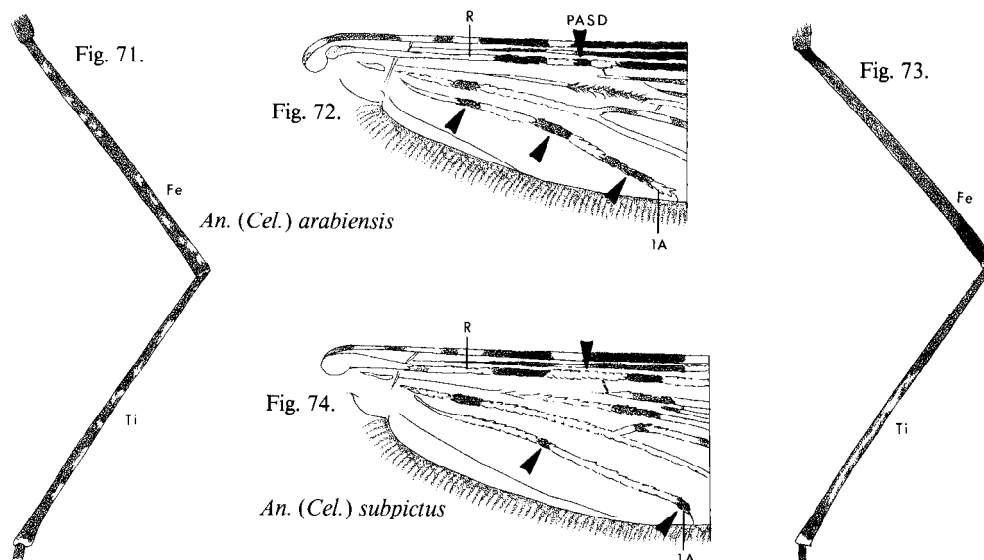 Fig. 71.
Fe
Ti
R
PASD
Fig. 72.
1A
An. (Cel.) arabiensis
Fig. 73.
Fe
Ti
R
Fig. 74.
1A
An. (Cel.) subpictus